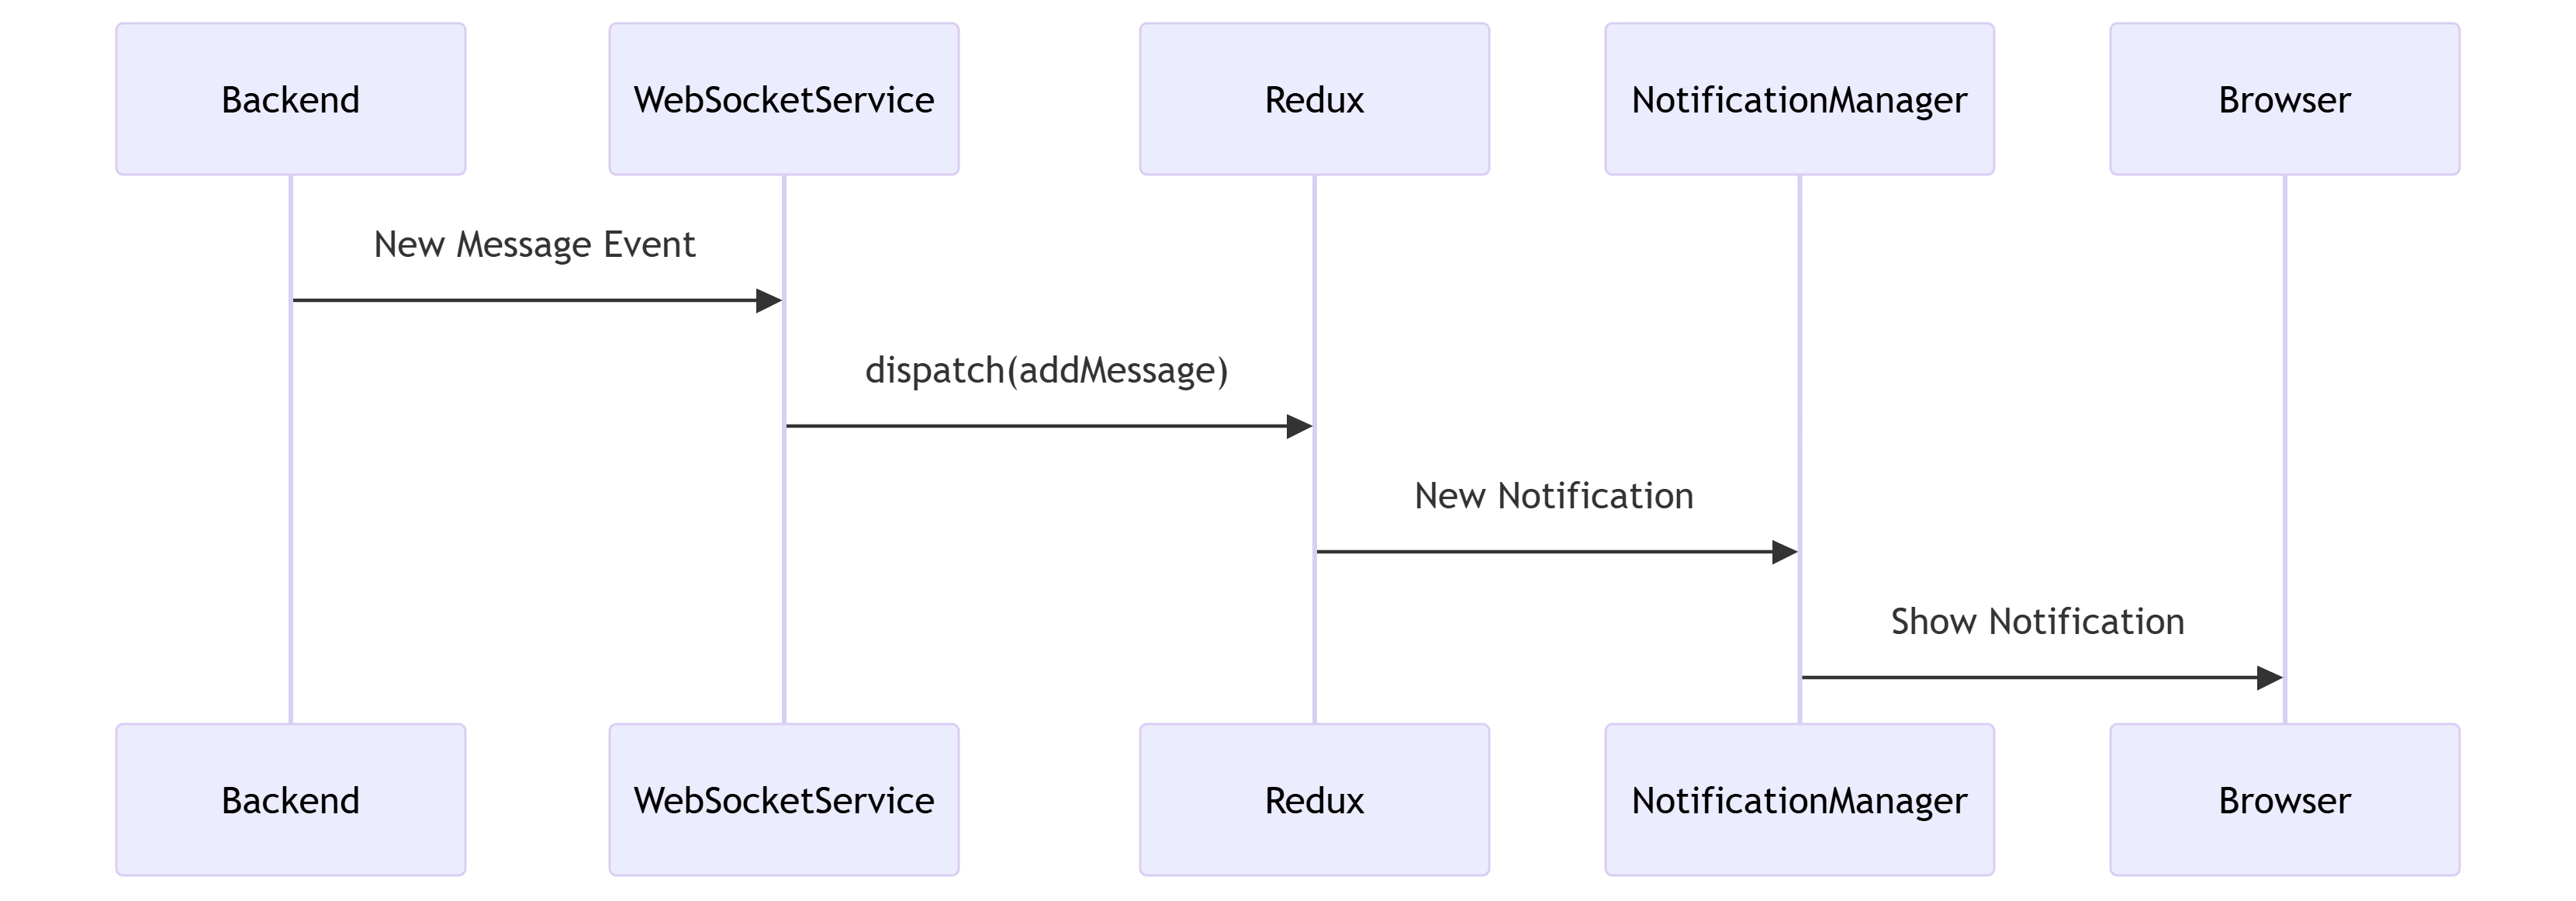 Backend
WebSocketService
Redux
NotificationManager
Browser
New Message Event
dispatch(addMessage)
New Notification
Show Notification
Backend
WebSocketService
Redux
NotificationManager
Browser